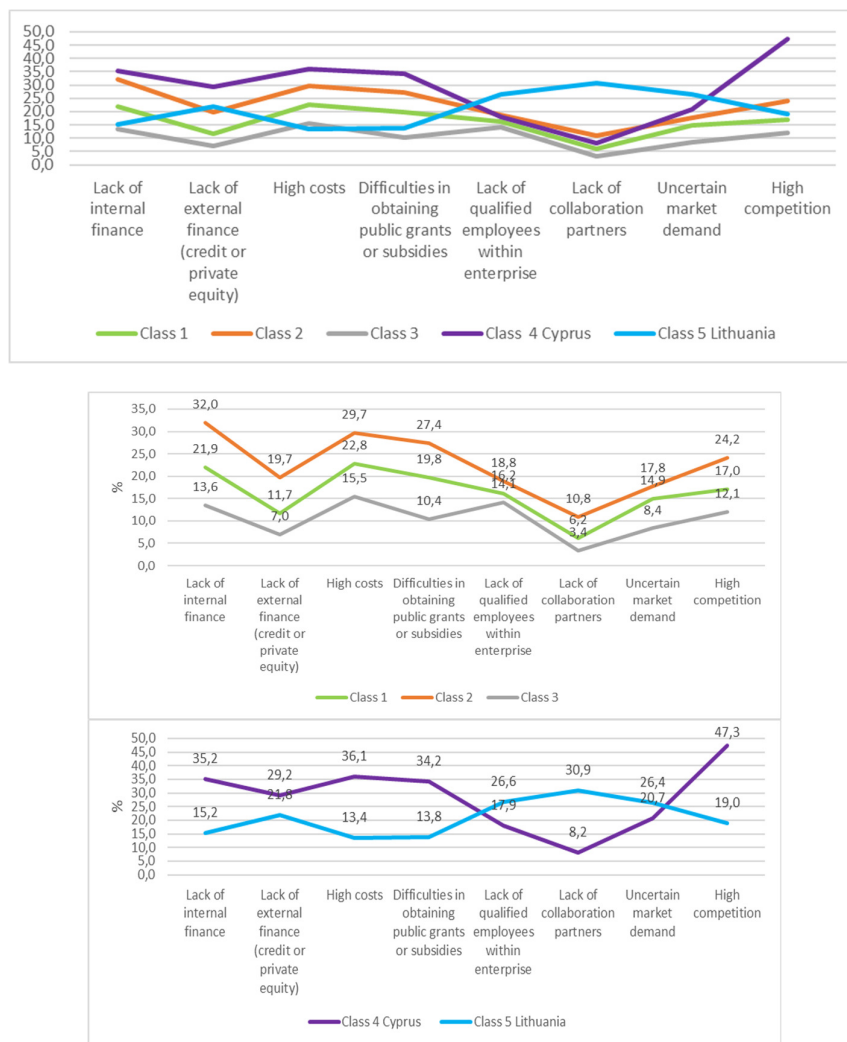 50,0
45,0
40,0
35,0
30,0
25,0
20,0
15,0
10,0
5,0
0,0
Lack of internal finance
Lack of external finance (credit or private equity)
High costs
Difficulties in obtaining public grants or subsidies
Lack of qualified employees within enterprise
Lack of collaboration partners
Uncertain market demand
High competition
Class 1 Class 2 Class 3 Class 4 Cyprus Class 5 Lithuania
35,0
30,0
25,0
20,0
15,0
10,0
5,0
0,0
%
32,0 19,7 29,7 27,4 18,8 10,8 17,8 24,2
21,9 11,7 22,8 19,8 16,2 6,2 14,9 17,0
13,6 7,0 15,5 10,4 14,1 3,4 8,4 12,1
Lack of internal finance
Lack of external finance (credit or private equity)
High costs
Difficulties in obtaining public grants or subsidies
Lack of qualified employees within enterprise
Lack of collaboration partners
Uncertain market demand
High competition
Class 1 Class 2 Class 3
50,0
45,0
40,0
35,0
30,0
25,0
20,0
15,0
10,0
5,0
0,0
%
35,2 29,2 36,1 34,2 17,9 8,2 20,7 47,3
15,2 21,8 13,4 13,8 26,6 30,9 26,4 19,0
Lack of internal finance
Lack of external finance (credit or private equity)
High costs
Difficulties in obtaining public grants or subsidies
Lack of qualified employees within enterprise
Lack of collaboration partners
Uncertain market demand
High competition
Class 4 Cyprus Class 5 Lithuania